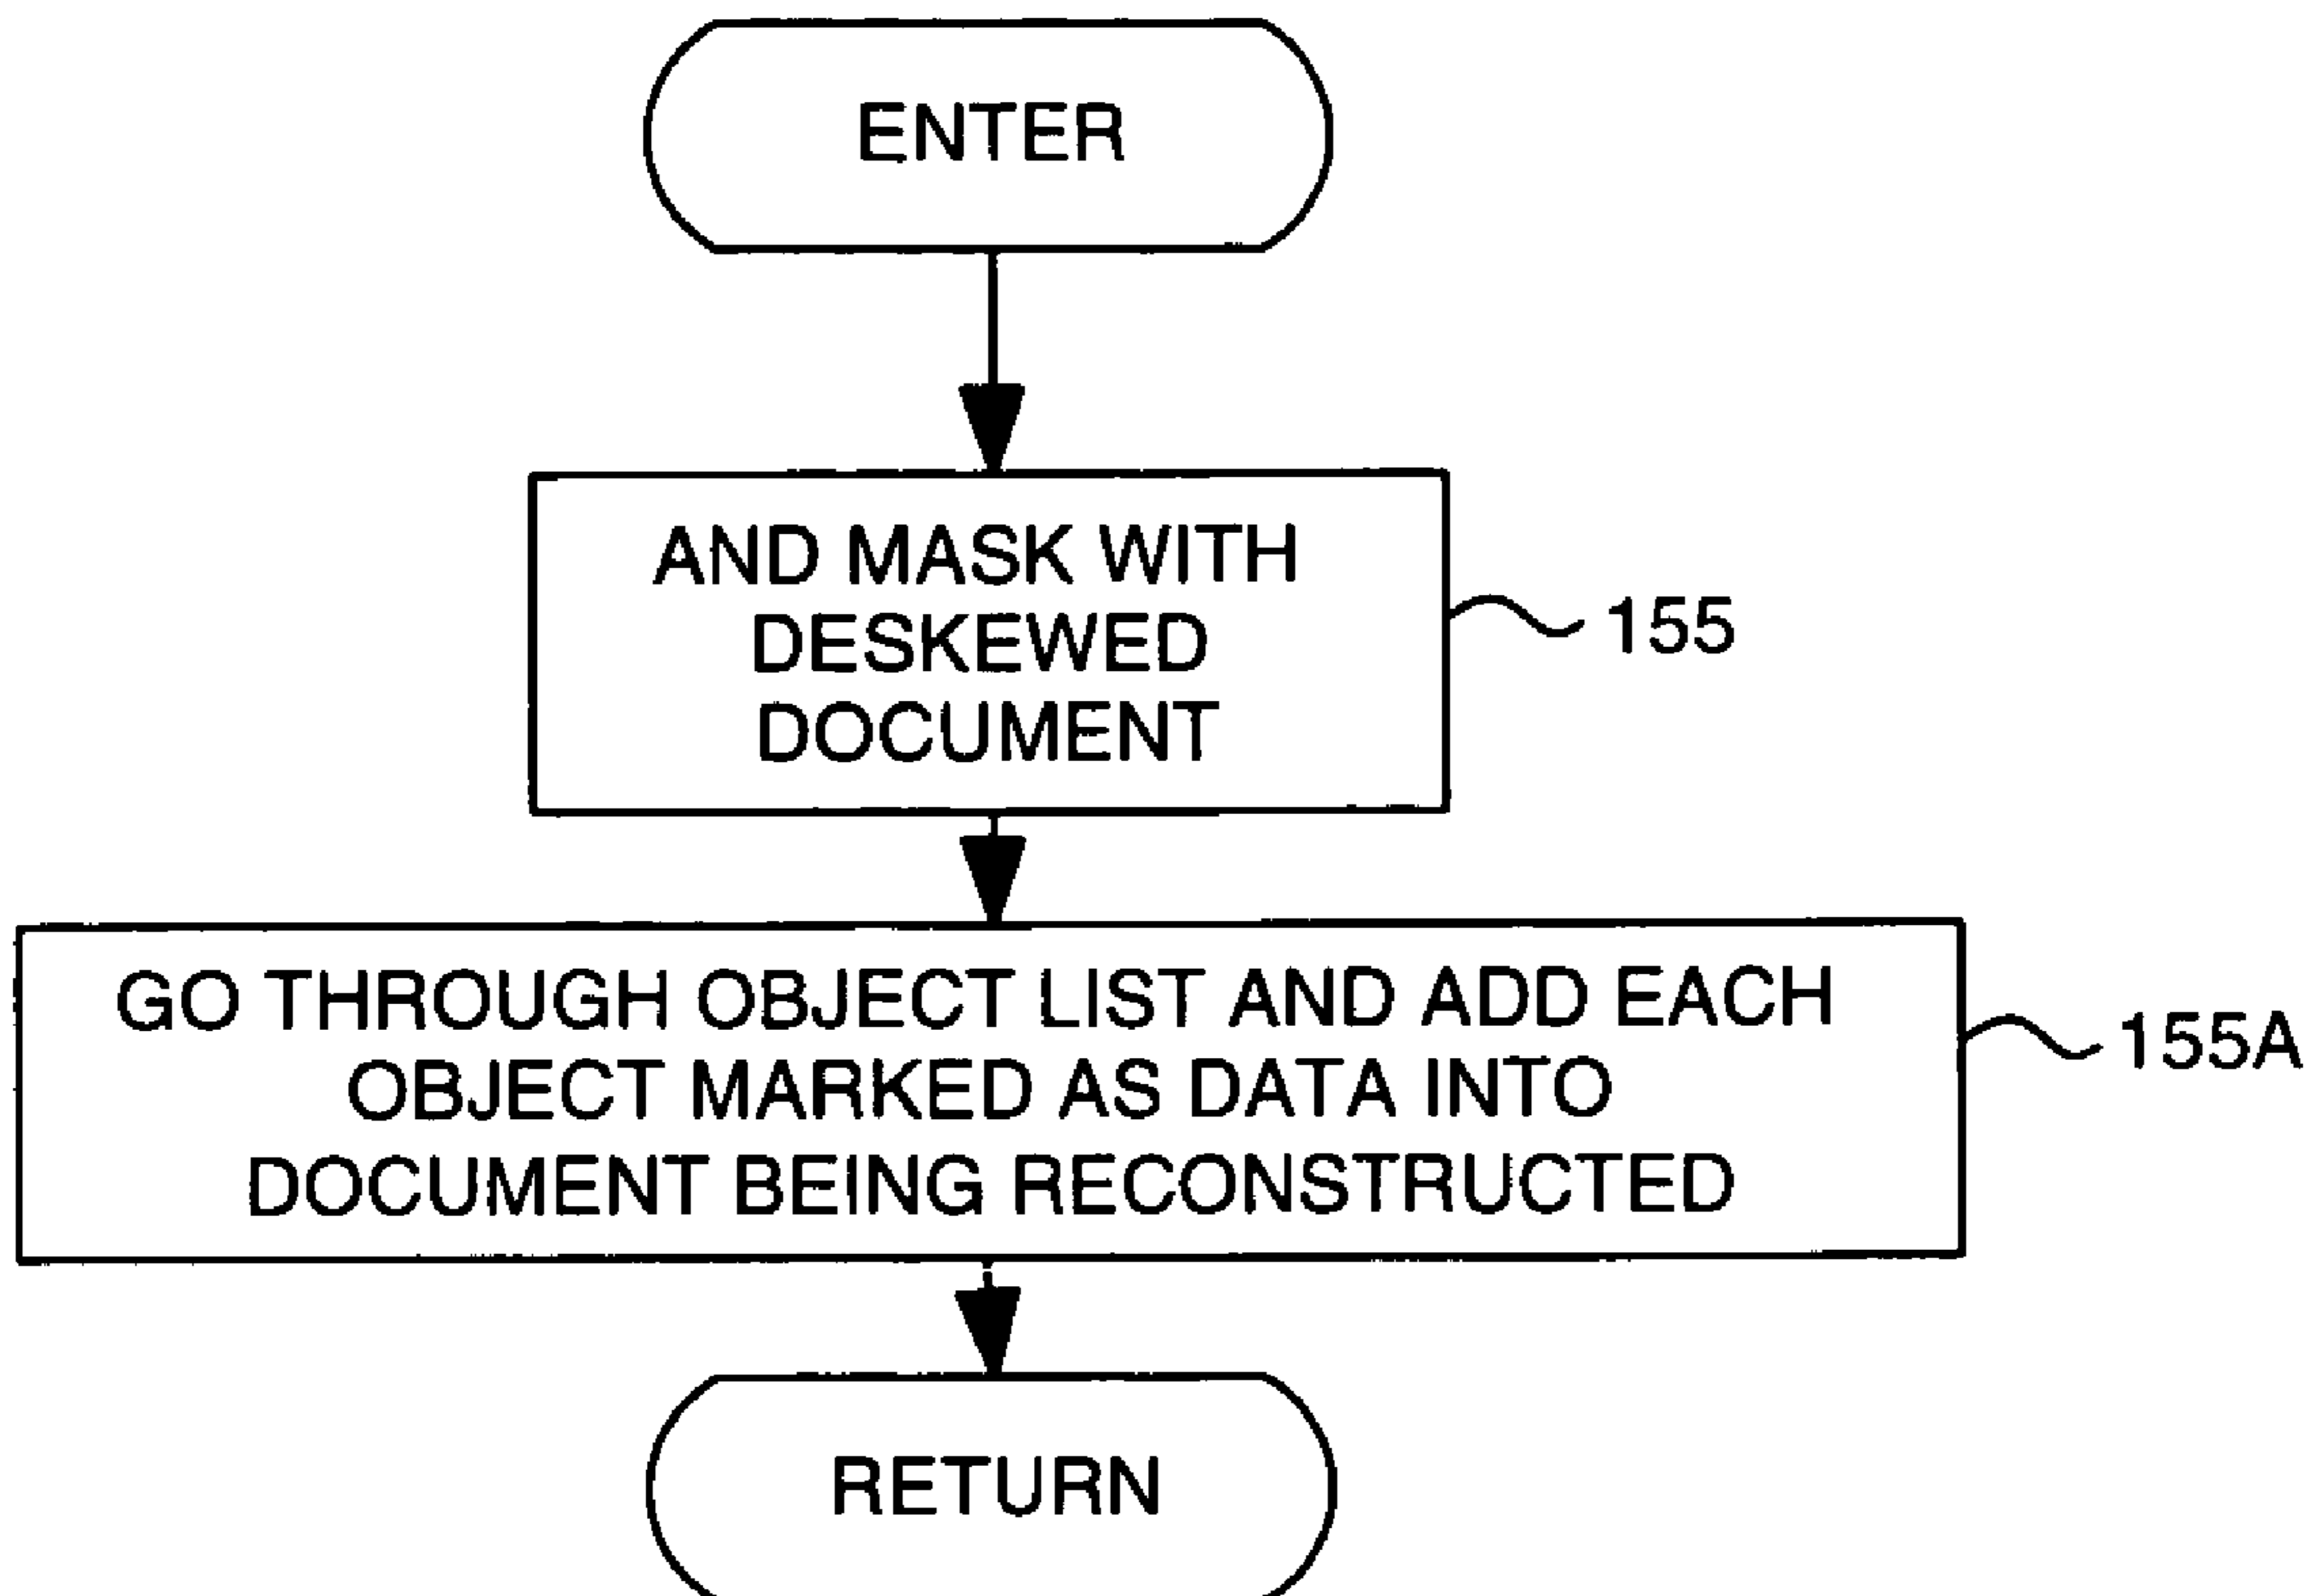 ENTER
AND MASK WITH
DESKEWED
DOCUMENT
155
GO THROUGH OBJECT LIST AND ADD EACH
OBJECT MARKED AS DATA INTO
DOCUMENT BEING RECONSTRUCTED
155A
RETURN